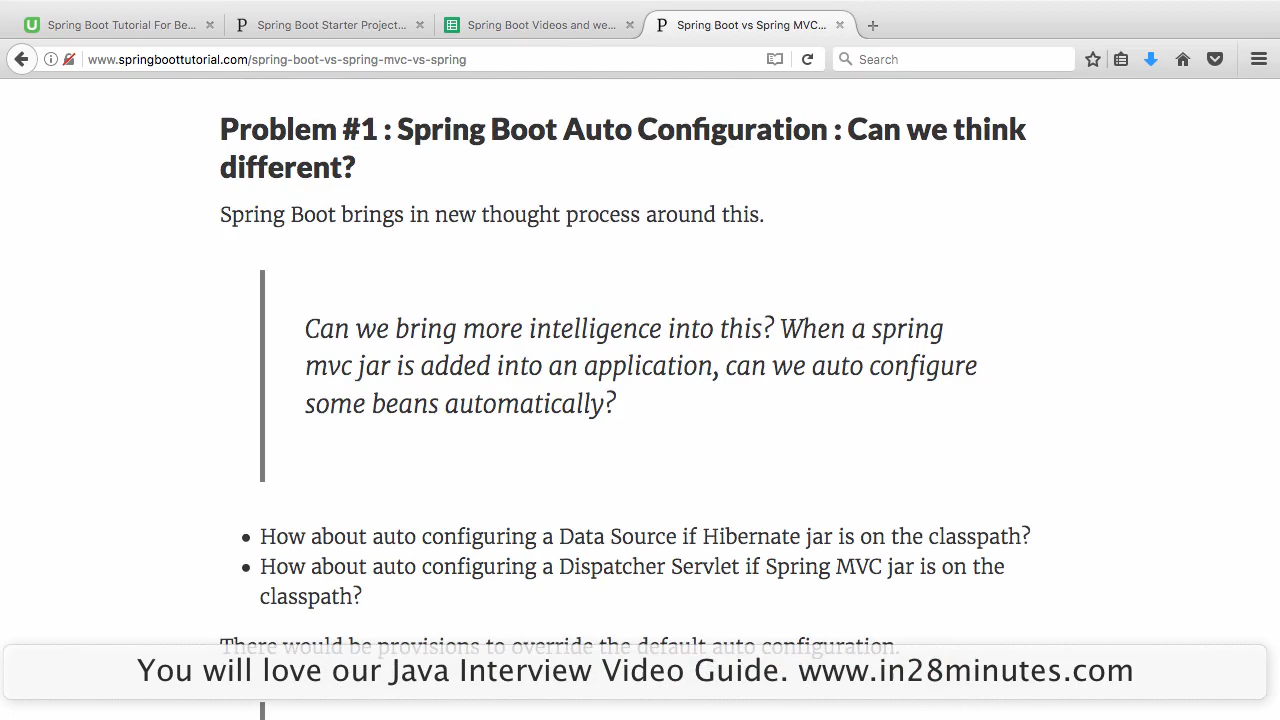 Spring Boot Tutorial For Be...
Spring Boot Starter Project...
Spring Boot Videos and we...
Spring Boot vs Spring MVC...
www.springboottutorial.com/spring-boot-vs-spring-mvc-vs-spring
Search
Problem #1 : Spring Boot Auto Configuration : Can we think
different?
Spring Boot brings in new thought process around this.
Can we bring more intelligence into this? When a spring
mvc jar is added into an application, can we auto configure
some beans automatically?
• How about auto configuring a Data Source if Hibernate jar is on the classpath?
• How about auto configuring a Dispatcher Servlet if Spring MVC jar is on the
classpath?
There would be provisions to override the default auto configuration.
You will love our Java Interview Video Guide. www.in28minutes.com